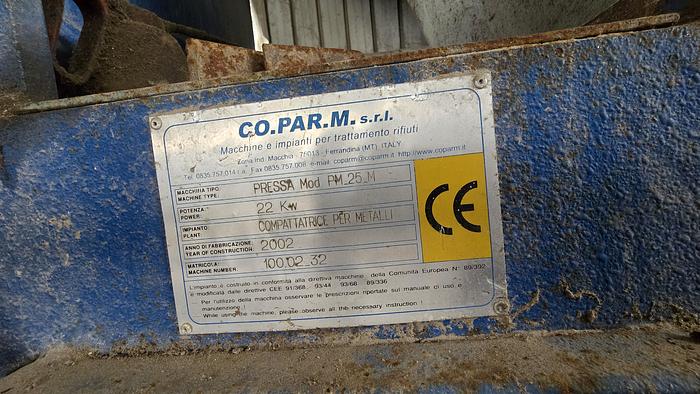 CO.PAR.M. s.r.l.
Macchine e impianti per trattamento rifiuti
Zona Ind. Macchia - 75013 - Ferrandina (MT) ITALY
Tel. 0835.757.014 r.a. Fax 0835.757.008 e-mail: coparm@coparm.it http://www.coparm.it
MACCHINA TIPO: PRESSA Mod PM_25_M
MACHINE TYPE:
POTENZA: 22 Kw
POWER:
IMPIANTO: COMPATTATRICE PER METALLI
PLANT:
ANNO DI FABBRICAZIONE: 2002
YEAR OF CONSTRUCTION:
MATRICOLA: 100.02.32
MACHINE NUMBER:
CE
L'impianto è costruito in conformità alla direttiva macchine della Comunità Europea N° 89/392
e modificata dalle direttive CEE 91/368 93/44 93/68 89/336
Per l'utilizzo della macchina osservare le prescrizioni riportate sul manuale di uso e
manutenzione !
While using the machine, please observe all the necessary instruction !